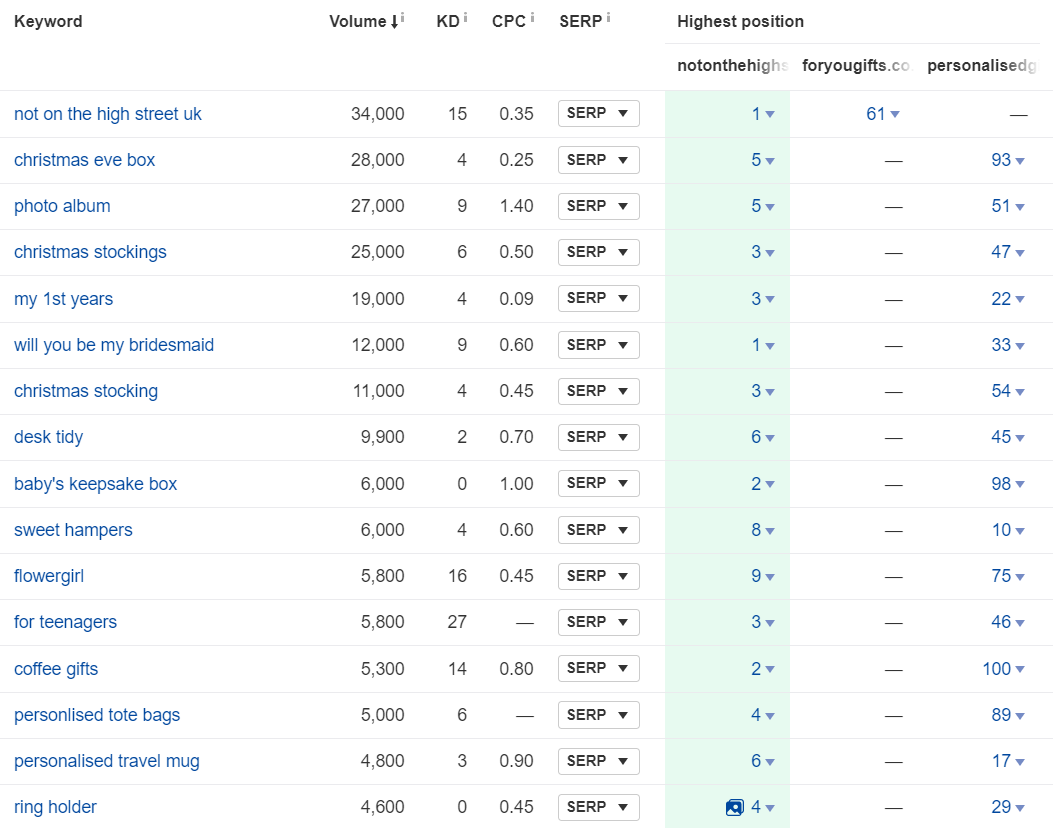 Keyword Volume KD CPC SERP Highest position
notonthehighs foryougifts.co. personalisedg
not on the high street uk 34,000 15 0.35 SERP 1 61 —
christmas eve box 28,000 4 0.25 SERP 5 — 93
photo album 27,000 9 1.40 SERP 5 — 51
christmas stockings 25,000 6 0.50 SERP 3 — 47
my 1st years 19,000 4 0.09 SERP 3 — 22
will you be my bridesmaid 12,000 9 0.60 SERP 1 — 33
christmas stocking 11,000 4 0.45 SERP 3 — 54
desk tidy 9,900 2 0.70 SERP 6 — 45
baby's keepsake box 6,000 0 1.00 SERP 2 — 98
sweet hampers 6,000 4 0.60 SERP 8 — 10
flowergirl 5,800 16 0.45 SERP 9 — 75
for teenagers 5,800 27 — SERP 3 — 46
coffee gifts 5,300 14 0.80 SERP 2 — 100
personlised tote bags 5,000 6 — SERP 4 — 89
personalised travel mug 4,800 3 0.90 SERP 6 — 17
ring holder 4,600 0 0.45 SERP 4 — 29